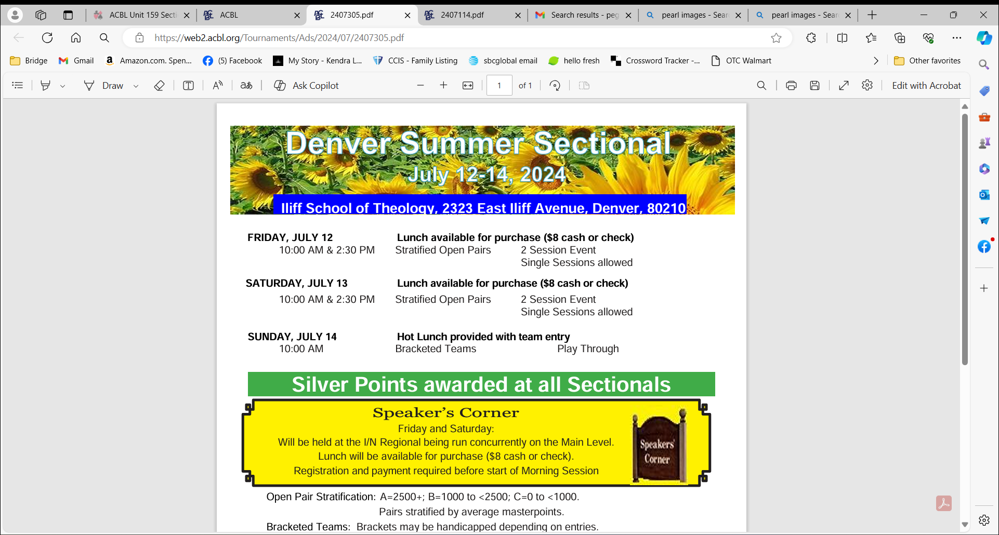 ACBL Unit 159 Secti
ACBL
2407305.pdf
2407114.pdf
Search results - peg
pearl images - Sear
pearl images - Sear
https://web2.acbl.org/Tournaments/Ads/2024/07/2407305.pdf
Bridge
Gmail
Amazon.com. Spen...
(5) Facebook
My Story - Kendra L...
CCIS - Family Listing
sbcglobal email
hello fresh
Crossword Tracker -...
OTC Walmart
Other favorites
Draw
Ask Copilot
1 of 1
Edit with Acrobat
Denver Summer Sectional
July 12-14, 2024
Iliff School of Theology, 2323 East Iliff Avenue, Denver, 80210
FRIDAY, JULY 12 Lunch available for purchase ($8 cash or check)
10:00 AM & 2:30 PM Stratified Open Pairs 2 Session Event
Single Sessions allowed
SATURDAY, JULY 13 Lunch available for purchase ($8 cash or check)
10:00 AM & 2:30 PM Stratified Open Pairs 2 Session Event
Single Sessions allowed
SUNDAY, JULY 14 Hot Lunch provided with team entry
10:00 AM Bracketed Teams Play Through
Silver Points awarded at all Sectionals
Speaker's Corner
Friday and Saturday:
Will be held at the I/N Regional being run concurrently on the Main Level.
Lunch will be available for purchase ($8 cash or check).
Registration and payment required before start of Morning Session
Speakers'
Corner
Open Pair Stratification: A=2500+; B=1000 to <2500; C=0 to <1000.
Pairs stratified by average masterpoints.
Bracketed Teams: Brackets may be handicapped depending on entries.